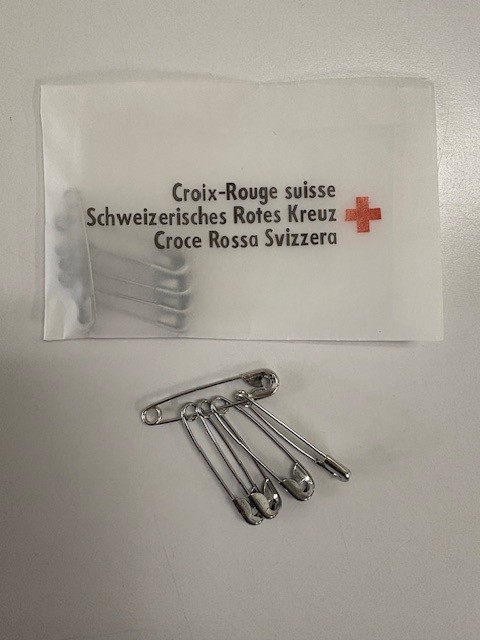 Croix-Rouge suisse
Schweizerisches Rotes Kreuz
Croce Rossa Svizzera